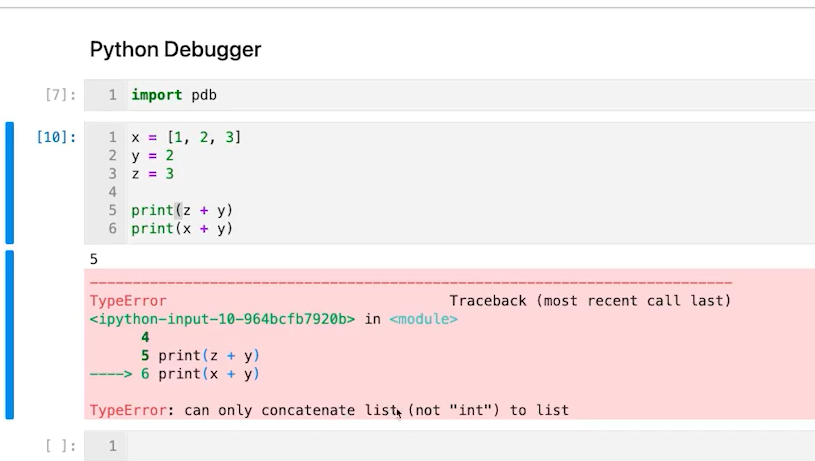 Python Debugger
[7]: 1 import pdb
[10]: 1 x = [1, 2, 3]
2 y = 2
3 z = 3
4
5 print(z + y)
6 print(x + y)
5
---------------------------------------------------------------------------
TypeError Traceback (most recent call last)
<ipython-input-10-964bcfb7920b> in <module>
4
5 print(z + y)
----> 6 print(x + y)
TypeError: can only concatenate list (not "int") to list
[ ]: 1